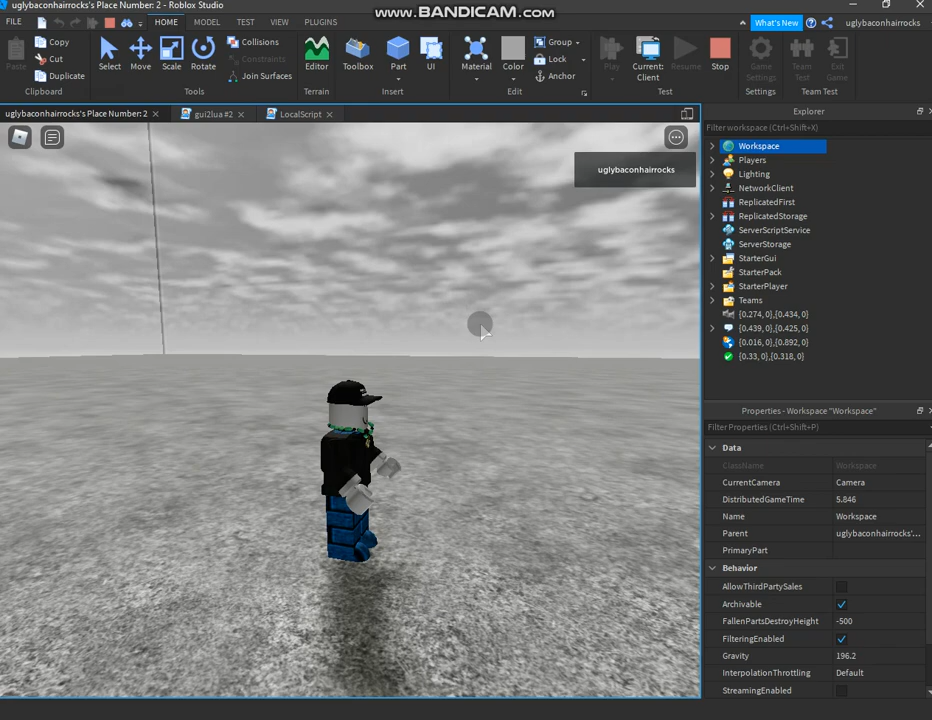 www.BANDICAM.com
uglybaconhairrocks's Place Number: 2 - Roblox Studio
FILE HOME MODEL TEST VIEW PLUGINS What's New uglybaconhairrocks
Paste Copy Cut Duplicate Clipboard
Select Move Scale Rotate Collisions Constraints Join Surfaces Tools
Editor Terrain
Toolbox Part UI Insert
Material Color Group Lock Anchor Edit
Play Current: Client Resume Stop Test
Game Settings Settings
Team Test Exit Game Team Test
uglybaconhairrocks's Place Number: 2 × gui2lua #2 × LocalScript ×
uglybaconhairrocks
Explorer
Filter workspace (Ctrl+Shift+X)
Workspace
Players
Lighting
NetworkClient
ReplicatedFirst
ReplicatedStorage
ServerScriptService
ServerStorage
StarterGui
StarterPack
StarterPlayer
Teams
{0.274, 0},{0.434, 0}
{0.439, 0},{0.425, 0}
{0.016, 0},{0.892, 0}
{0.33, 0},{0.318, 0}
Properties - Workspace "Workspace"
Filter Properties (Ctrl+Shift+P)
Data
ClassName Workspace
CurrentCamera Camera
DistributedGameTime 5.846
Name Workspace
Parent uglybaconhairrocks'...
PrimaryPart
Behavior
AllowThirdPartySales
Archivable
FallenPartsDestroyHeight -500
FilteringEnabled
Gravity 196.2
InterpolationThrottling Default
StreamingEnabled